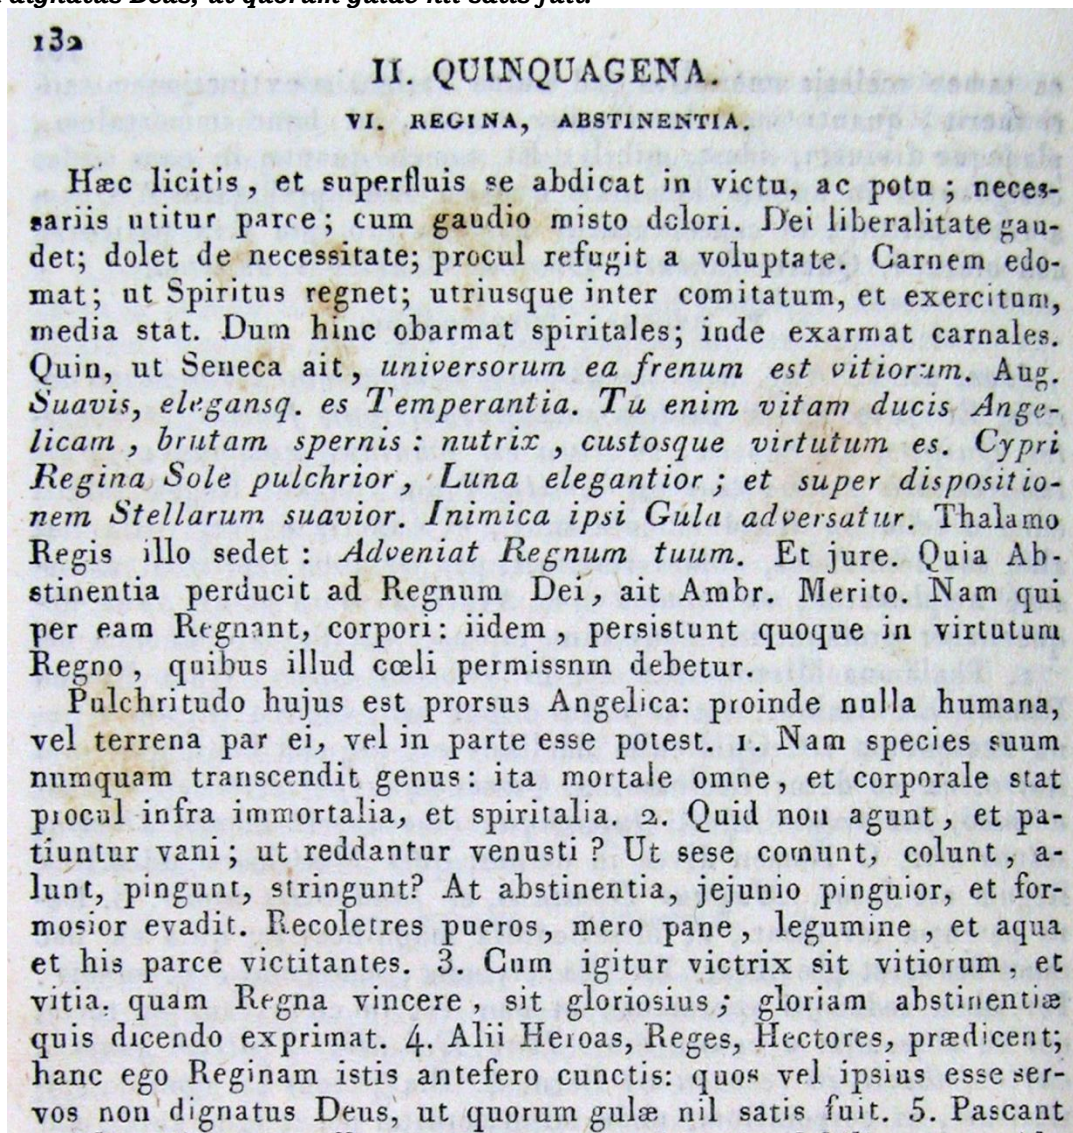 132
II QUINQUAGENA.
VI. REGINA, ABSTINENTIA.
Hæc licitis, et superfluis se abdicat in victu, ac potu; neces-
sariis utitur parce; cum gaudio misto dolori. Dei liberalitate gau-
det; dolet de necessitate; procul refugit a voluptate. Carnem edo-
mat; ut Spiritus regnet; utriusque inter comitatum, et exercitum,
media stat. Dum hinc obarmat spiritales; inde exarmat carnales.
Quin, ut Seneca ait, universorum ea frenum est vitiorum. Aug.
Suavis, elegansq. es Temperantia. Tu enim vitam ducis Ange-
licam, brutam spernis: nutrix, custosque virtutum es. Cypri
Regina Sole pulchrior, Luna elegantior; et super dispositio-
nem Stellarum suavior. Inimica ipsi Gula adversatur. Thalamo
Regis illo sedet: Adveniat Regnum tuum. Et jure. Quia Ab-
stinentia perducit ad Regnum Dei, ait Ambr. Merito. Nam qui
per eam Regnant, corpori: iidem, persistunt quoque in virtutum
Regno, quibus illud cœli permissum debetur.
Pulchritudo hujus est prorsus Angelica: proinde nulla humana,
vel terrena par ei, vel in parte esse potest. 1. Nam species suum
numquam transcendit genus: ita mortale omne, et corporale stat
procul infra immortalia, et spiritalia. 2. Quid non agunt, et pa-
tiuntur vani; ut reddantur venusti? Ut sese comunt, colunt, a-
lunt, pingunt, stringunt? At abstinentia, jejunio pinguior, et for-
mosior evadit. Recoletres pueros, mero pane, legumine, et aqua
et his parce victitantes. 3. Cum igitur victrix sit vitiorum et
vitia, quam Regna vincere sit gloriosius; gloriam abstinentiæ
quis dicendo exprimat. 4. Alii Heroas, Reges, Hectores, prædicent;
hanc ego Reginam istis antefero cunctis: quos vel ipsius esse ser-
vos non dignatus Deus, ut quorum gulæ nil satis fuit. 5. Pascant